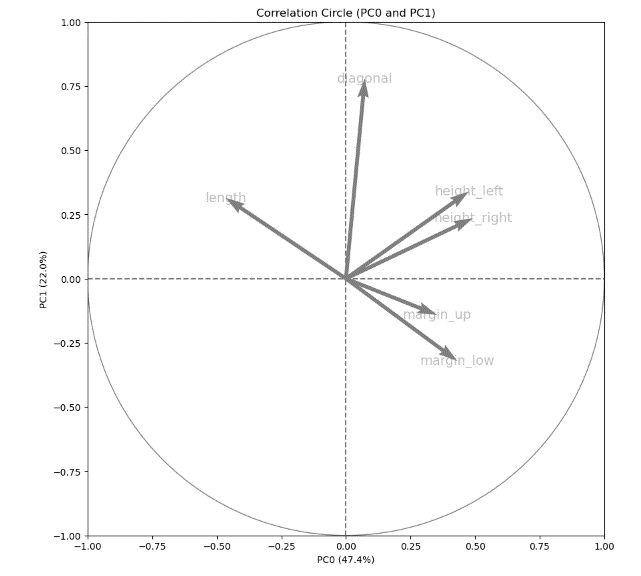 Correlation Circle (PC0 and PC1)
1.00
0.75
0.50
0.25
0.00
−0.25
−0.50
−0.75
−1.00
PC1 (22.0%)
diagonal
length
height_left
height_right
margin_up
margin_low
−1.00 −0.75 −0.50 −0.25 0.00 0.25 0.50 0.75 1.00
PC0 (47.4%)